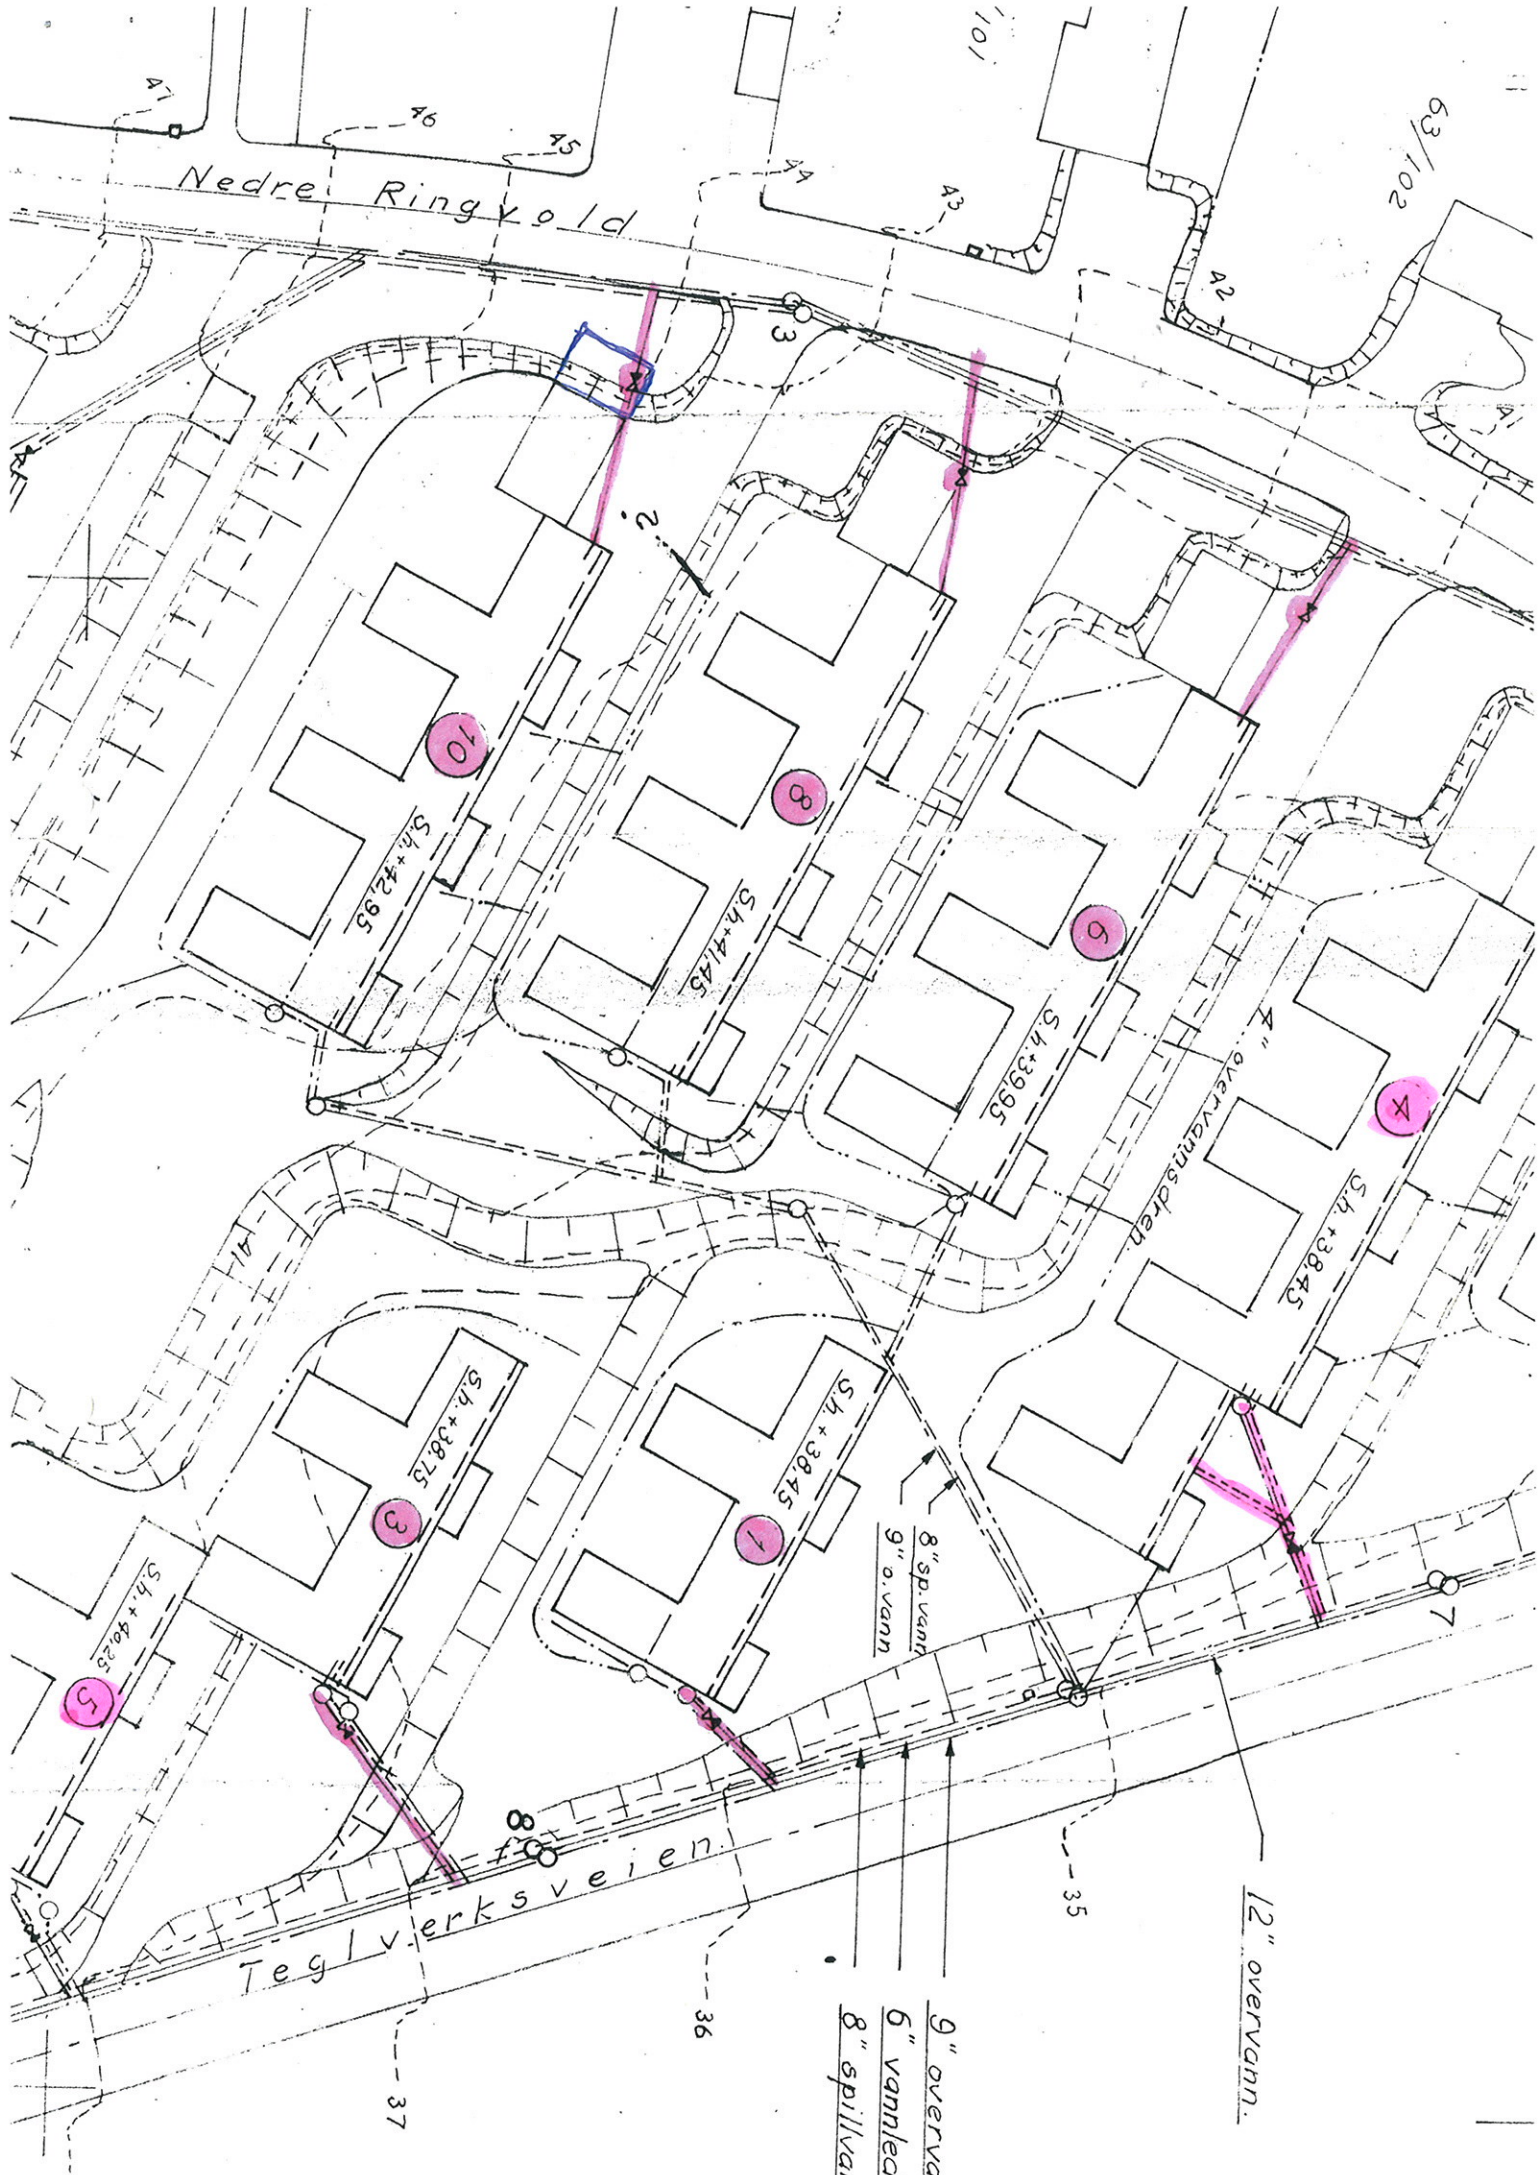 101
63/102
47
46
45
44
43
42
Nedre Ringvold
3
2.
10
8
6
4
S.h.+42,95
S.h.+41,45
S.h.+39,95
S.h.+38,45
4" overvannsdren.
41
S.h.+38,75
S.h.+38,45
3
1
8" sp.vann
9" o.vann
S.h.+40,25
5
7
8
Teglverksveien.
35
36
37
12" overvann.
9" overva
6" vannled
8" spillva